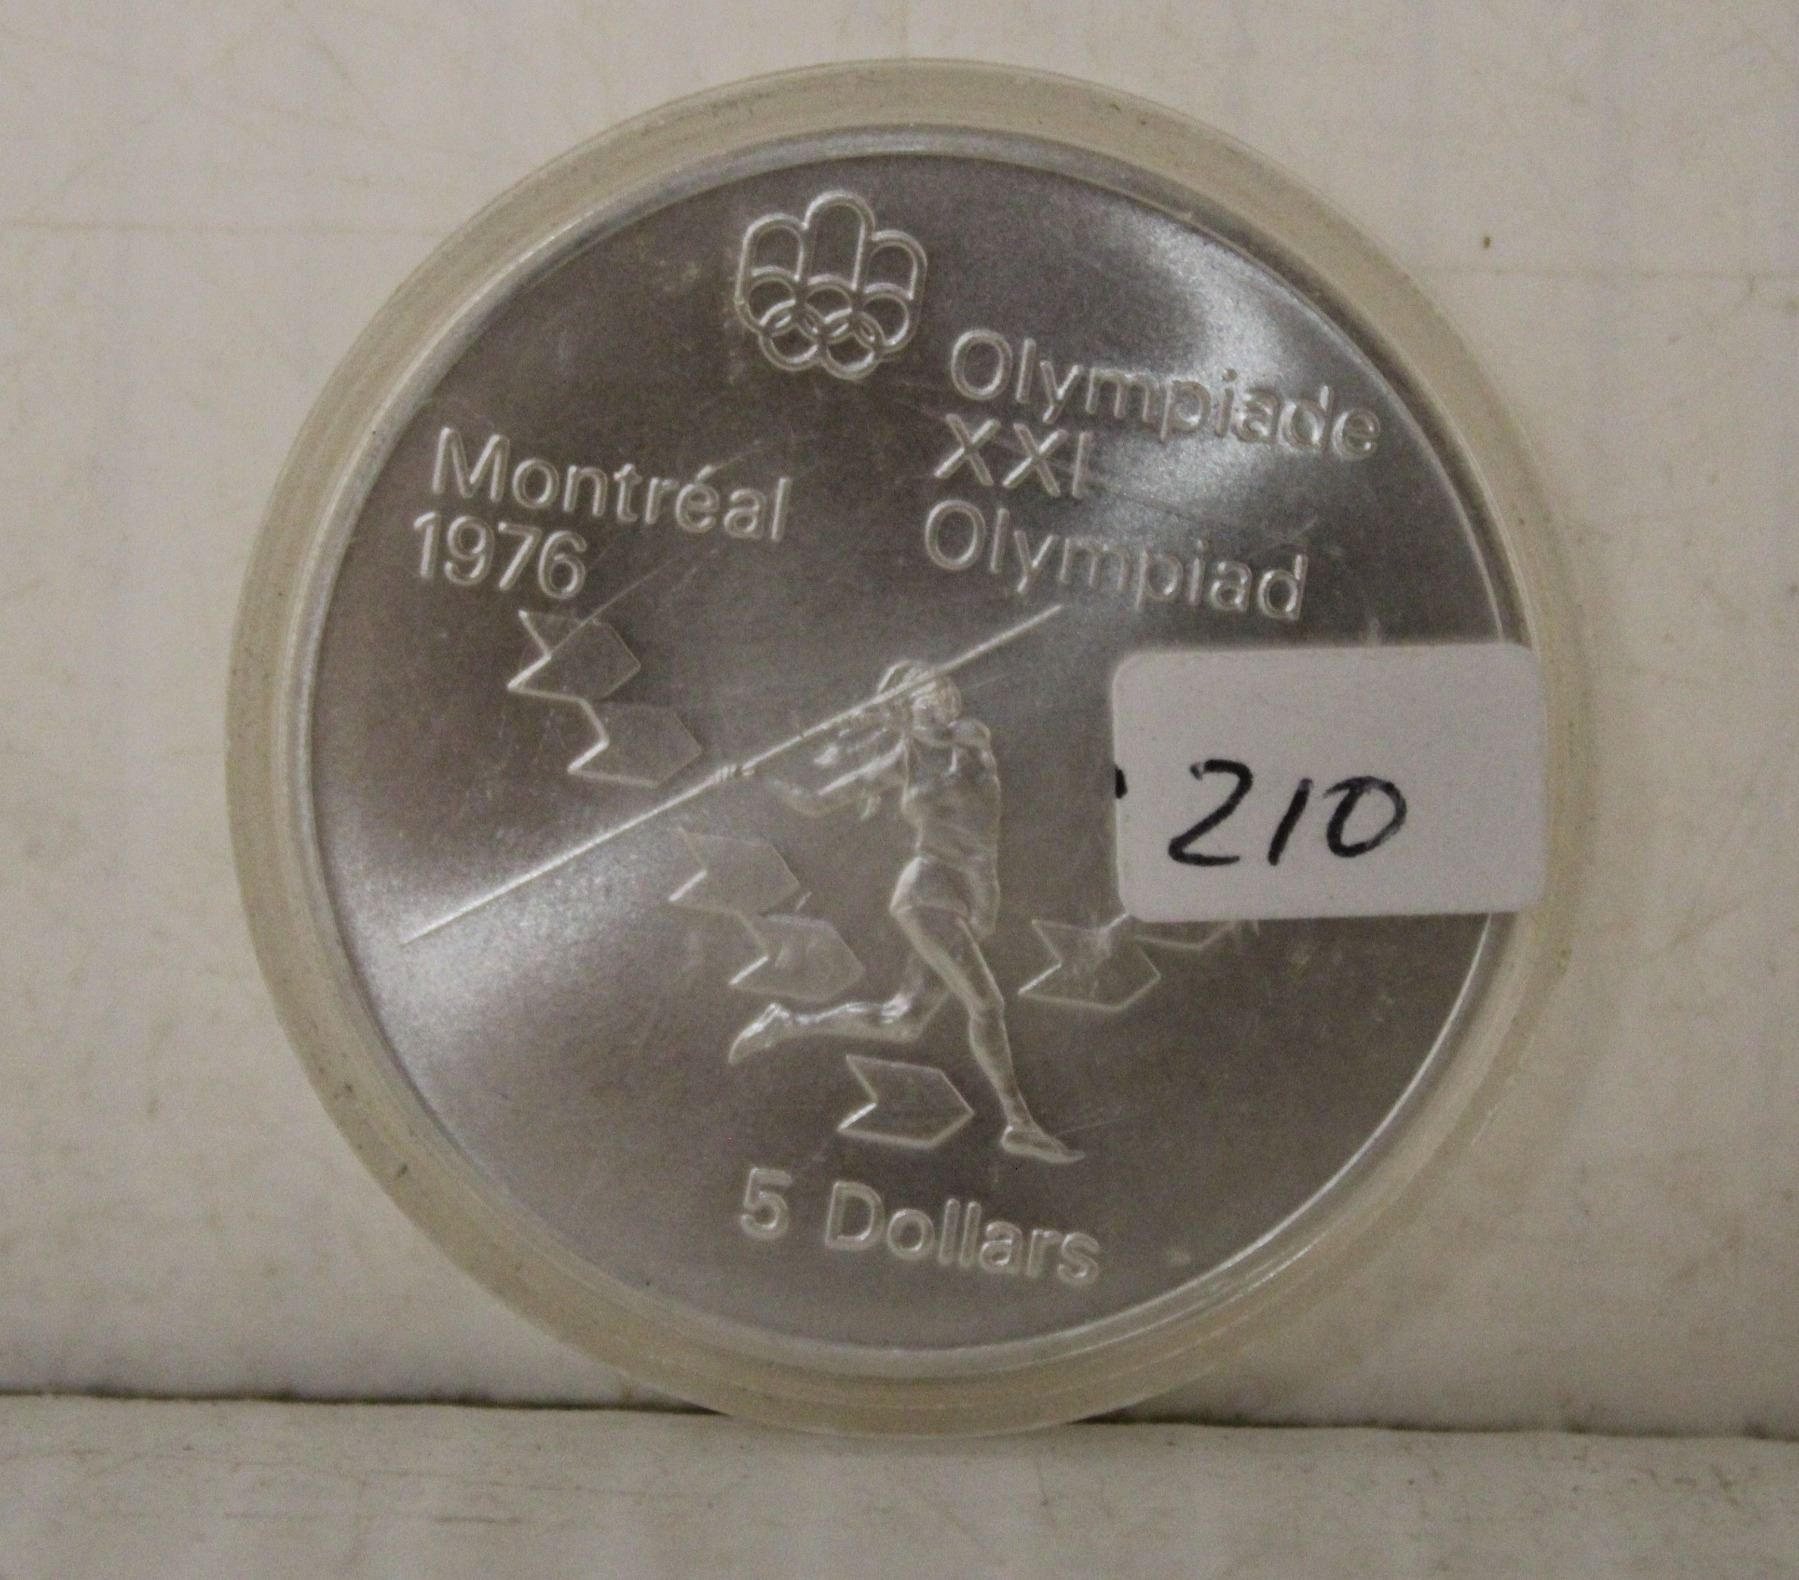 Olympiade
XXI
Olympiad
Montréal
1976
210
5 Dollars